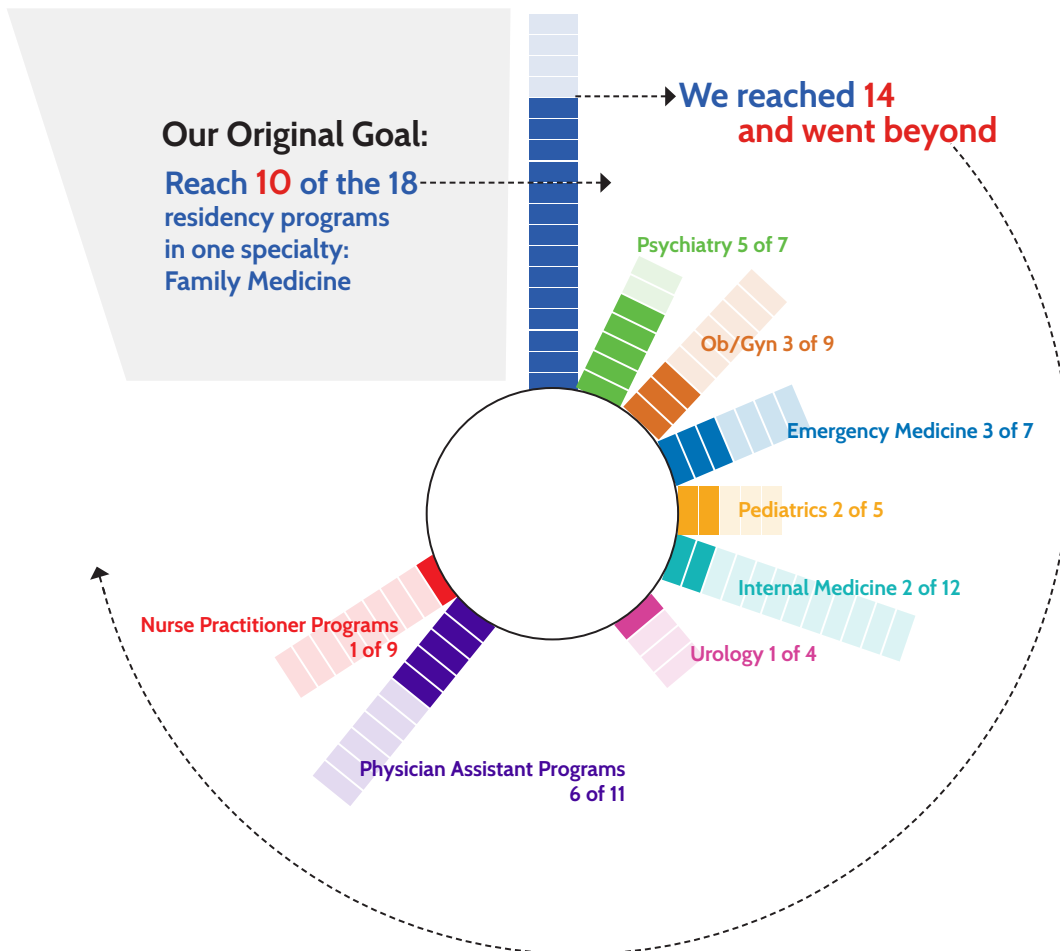 Our Original Goal:
Reach 10 of the 18
residency programs
in one specialty:
Family Medicine
We reached 14
and went beyond
Psychiatry 5 of 7
Ob/Gyn 3 of 9
Emergency Medicine 3 of 7
Pediatrics 2 of 5
Internal Medicine 2 of 12
Urology 1 of 4
Physician Assistant Programs
6 of 11
Nurse Practitioner Programs
1 of 9